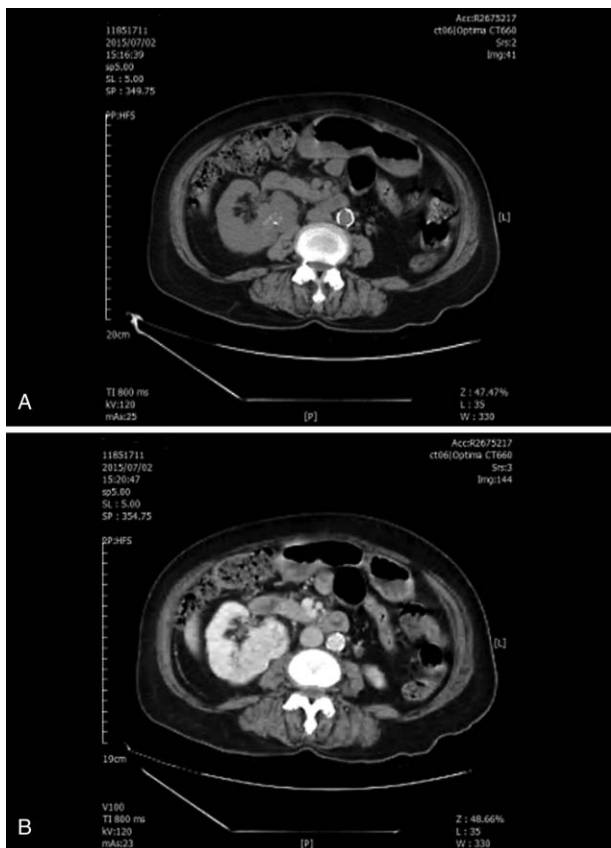 11851711
2015/07/02
15:16:39
sp5.00
SL : 5.00
SP : 349.75
PP:HFS
Acc:R2675217
ct06|Optima CT660
Srs:2
Img:41
[L]
20cm
A
TI 800 ms
kV:120
mAs:25
[P]
Z : 47.47%
L : 35
W : 330
11851711
2015/07/02
15:20:47
sp5.00
SL : 5.00
SP : 354.75
PP:HFS
Acc:R2675217
ct06|Optima CT660
Srs:3
Img:144
[L]
19cm
B
V100
TI 800 ms
kV:120
mAs:23
[P]
Z : 48.66%
L : 35
W : 330